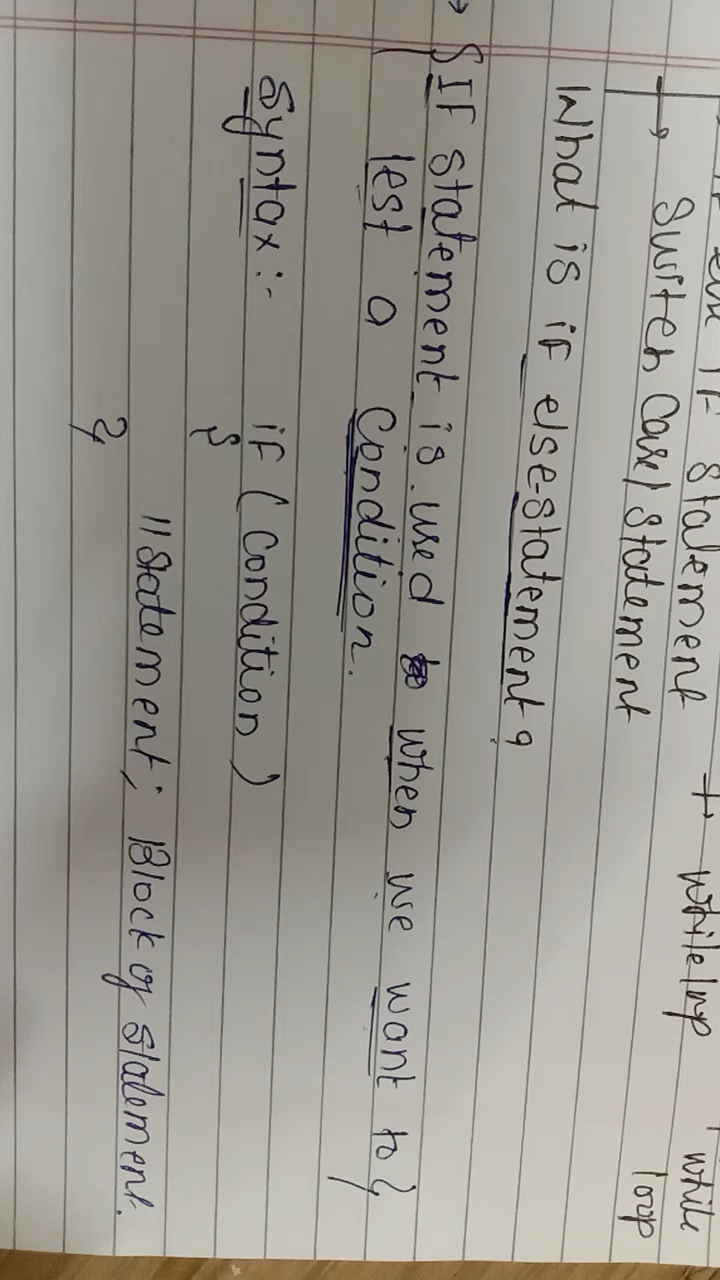 IF Statement
→ Switch Case/Statement
→ while loop
while
loop
What is iF else-statement?
→ {IF Statement is used when we want to}
test a Condition.
Syntax:- iF (Condition)
{
//Statement; Block of Statement.
}